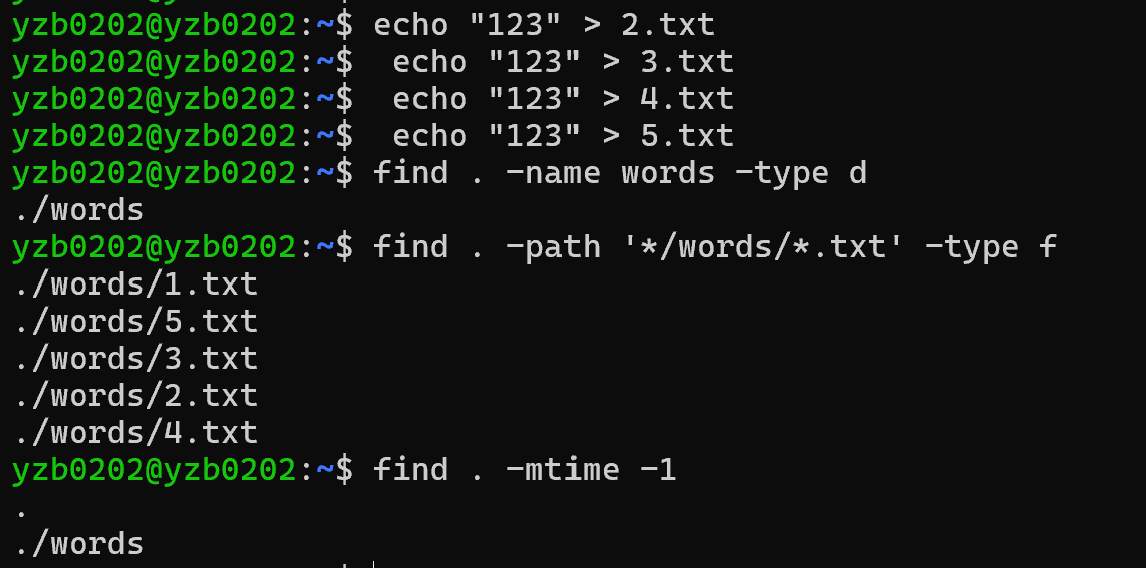 yzb0202@yzb0202:~$ echo "123" > 2.txt
yzb0202@yzb0202:~$  echo "123" > 3.txt
yzb0202@yzb0202:~$  echo "123" > 4.txt
yzb0202@yzb0202:~$  echo "123" > 5.txt
yzb0202@yzb0202:~$ find . -name words -type d
./words
yzb0202@yzb0202:~$ find . -path '*/words/*.txt' -type f
./words/1.txt
./words/5.txt
./words/3.txt
./words/2.txt
./words/4.txt
yzb0202@yzb0202:~$ find . -mtime -1
.
./words